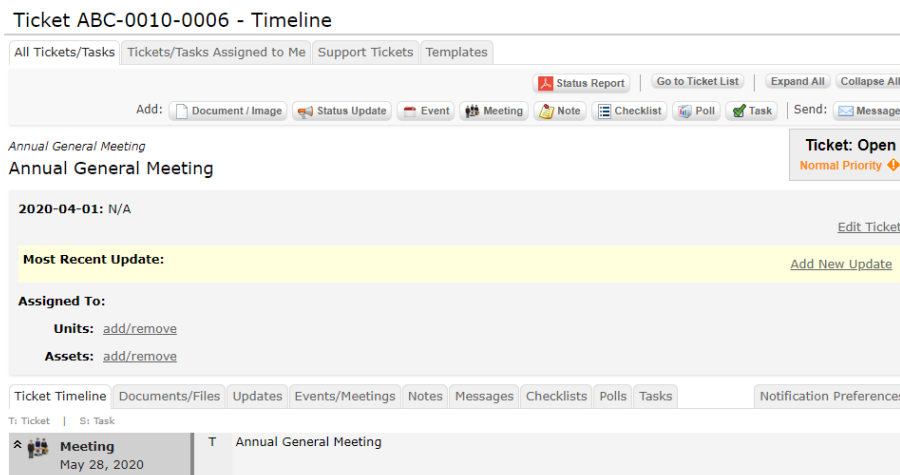 Ticket ABC-0010-0006 - Timeline
All Tickets/Tasks Tickets/Tasks Assigned to Me Support Tickets Templates
Status Report | Go to Ticket List | Expand All Collapse All
Add: Document / Image Status Update Event Meeting Note Checklist Poll Task | Send: Message
Annual General Meeting
Ticket: Open
Annual General Meeting
Normal Priority
2020-04-01: N/A
Edit Ticket
Most Recent Update:
Add New Update
Assigned To:
Units: add/remove
Assets: add/remove
Ticket Timeline Documents/Files Updates Events/Meetings Notes Messages Checklists Polls Tasks Notification Preferences
T: Ticket | S: Task
Meeting T Annual General Meeting
May 28, 2020